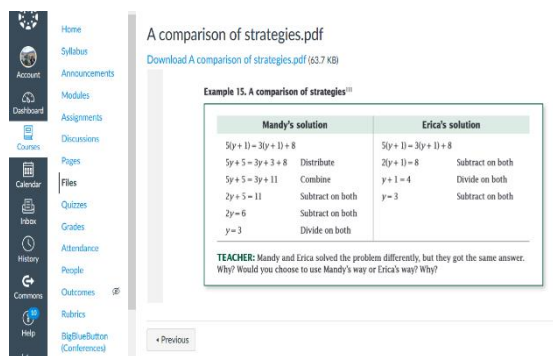 Account
Dashboard
Courses
Calendar
Inbox
History
Commons
Help
Home
Syllabus
Announcements
Modules
Assignments
Discussions
Pages
Files
Quizzes
Grades
Attendance
People
Outcomes
Rubrics
BigBlueButton
(Conferences)
A comparison of strategies.pdf
Download A comparison of strategies.pdf (63.7 KB)
Example 15. A comparison of strategies
Mandy's solution
5(y + 1) = 3(y + 1) + 8
5y + 5 = 3y + 3 + 8 Distribute
5y + 5 = 3y + 11 Combine
2y + 5 = 11 Subtract on both
2y = 6 Subtract on both
y = 3 Divide on both
Erica's solution
5(y + 1) = 3(y + 1) + 8
2(y + 1) = 8 Subtract on both
y + 1 = 4 Divide on both
y = 3 Subtract on both
TEACHER: Mandy and Erica solved the problem differently, but they got the same answer.
Why? Would you choose to use Mandy's way or Erica's way? Why?
◂ Previous